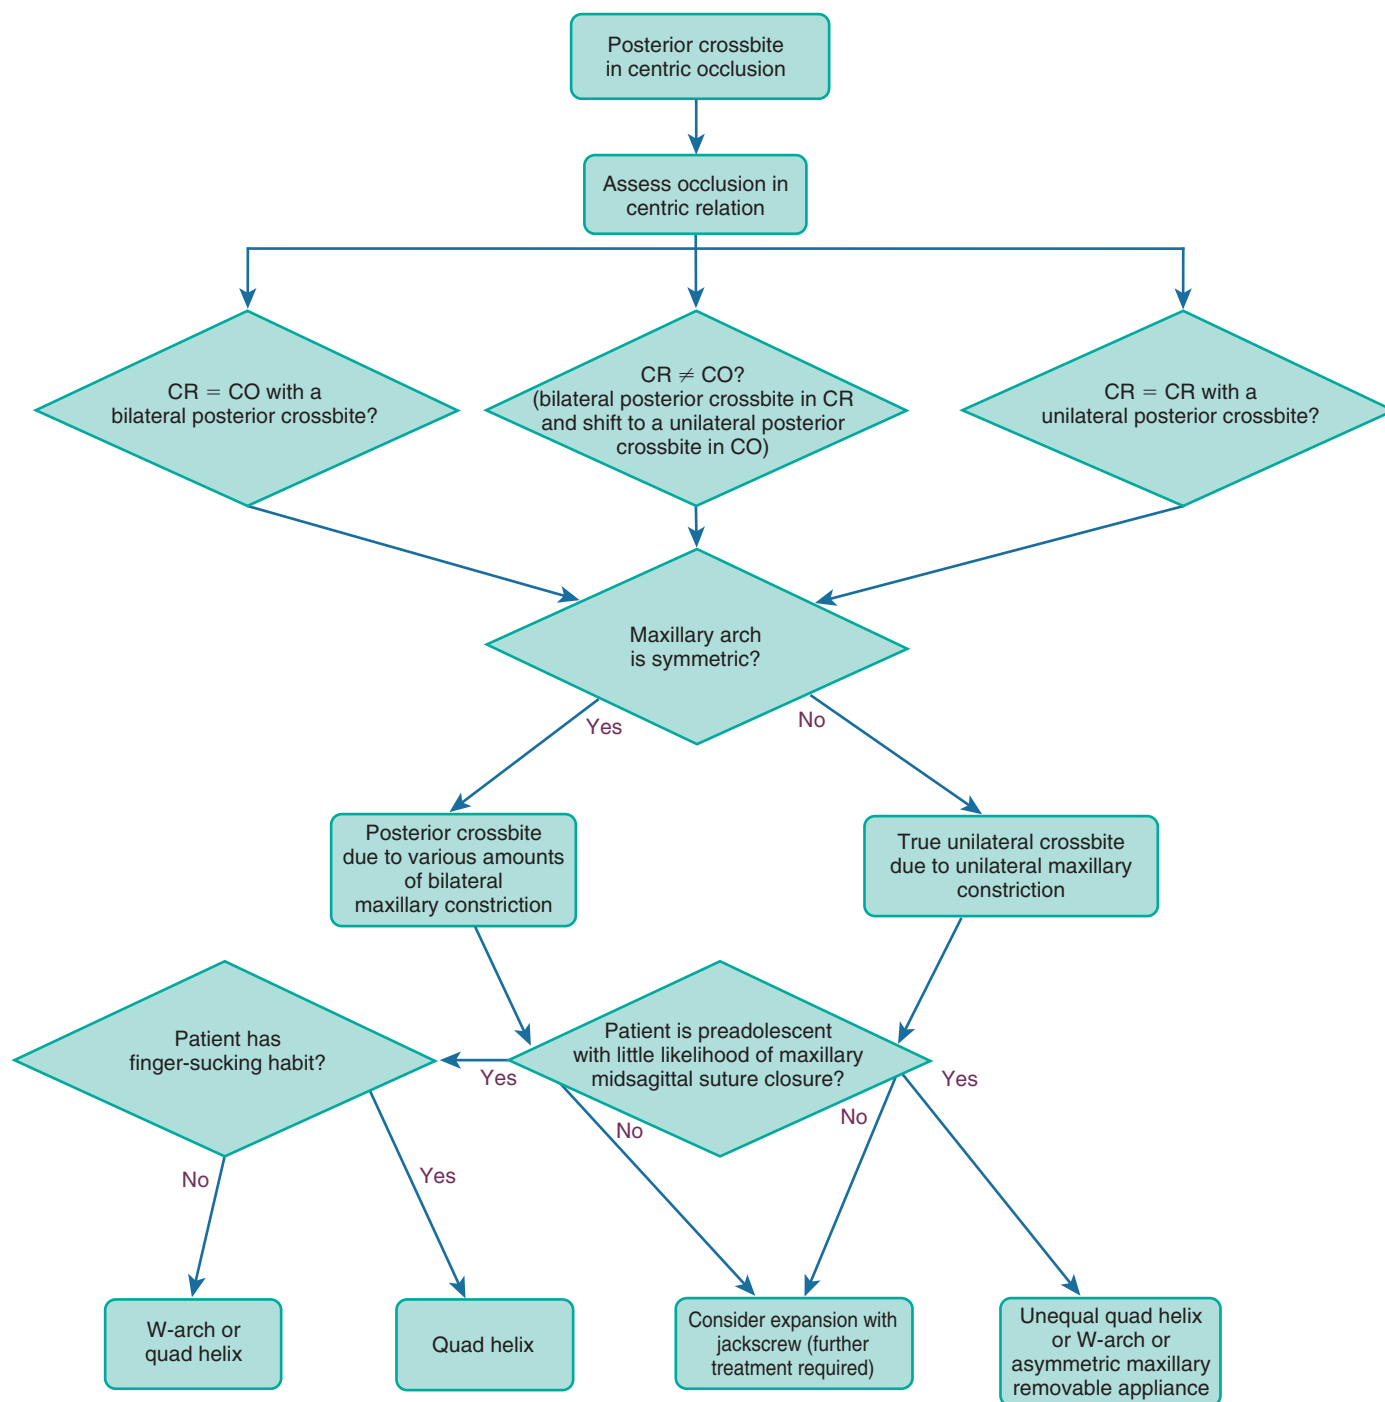 Posterior crossbite
in centric occlusion
Assess occlusion in
centric relation
CR = CO with a
bilateral posterior crossbite?
CR ≠ CO?
(bilateral posterior crossbite in CR
and shift to a unilateral posterior
crossbite in CO)
CR = CR with a
unilateral posterior crossbite?
Maxillary arch
is symmetric?
Yes
No
Posterior crossbite
due to various amounts
of bilateral
maxillary constriction
True unilateral crossbite
due to unilateral maxillary
constriction
Patient has
finger-sucking habit?
Patient is preadolescent
with little likelihood of maxillary
midsagittal suture closure?
Yes
Yes
No
No
No
Yes
W-arch or
quad helix
Quad helix
Consider expansion with
jackscrew (further
treatment required)
Unequal quad helix
or W-arch or
asymmetric maxillary
removable appliance